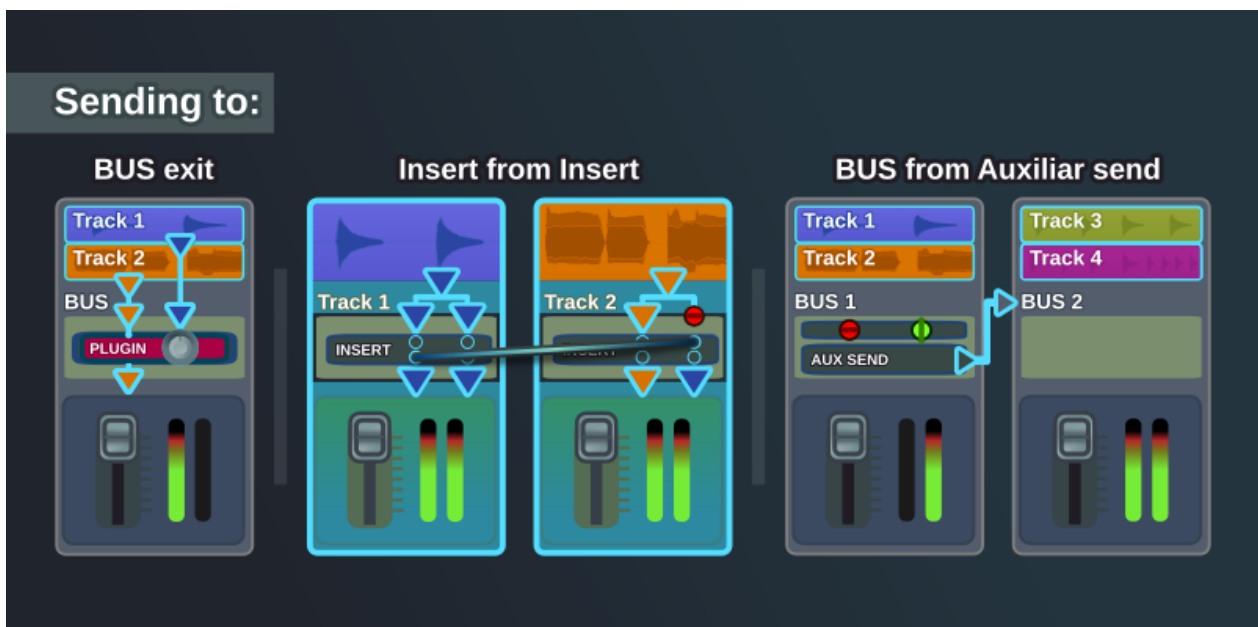 Sending to:
BUS exit
Insert from Insert
BUS from Auxiliar send
Track 1
Track 2
BUS
PLUGIN
Track 1
INSERT
Track 2
INSERT
Track 1
Track 2
BUS 1
AUX SEND
Track 3
Track 4
BUS 2